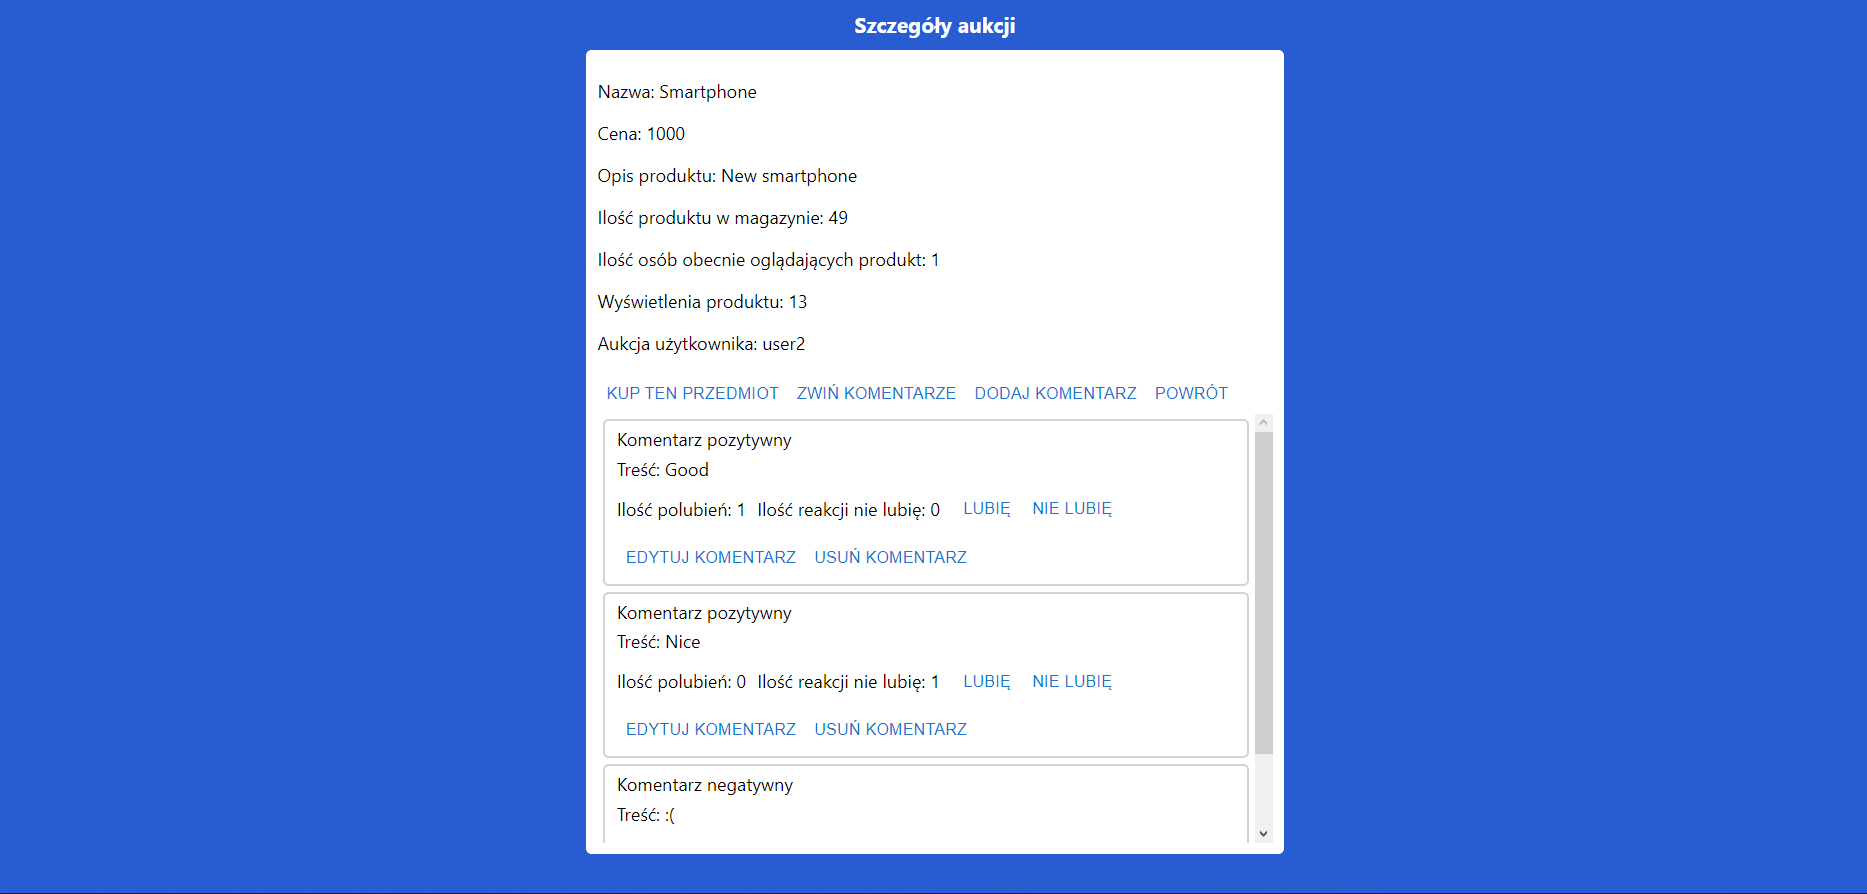 Szczegóły aukcji
Nazwa: Smartphone
Cena: 1000
Opis produktu: New smartphone
Ilość produktu w magazynie: 49
Ilość osób obecnie oglądających produkt: 1
Wyświetlenia produktu: 13
Aukcja użytkownika: user2
KUP TEN PRZEDMIOT ZWIŃ KOMENTARZE DODAJ KOMENTARZ POWRÓT
Komentarz pozytywny
Treść: Good
Ilość polubień: 1 Ilość reakcji nie lubię: 0 LUBIĘ NIE LUBIĘ
EDYTUJ KOMENTARZ USUŃ KOMENTARZ
Komentarz pozytywny
Treść: Nice
Ilość polubień: 0 Ilość reakcji nie lubię: 1 LUBIĘ NIE LUBIĘ
EDYTUJ KOMENTARZ USUŃ KOMENTARZ
Komentarz negatywny
Treść: :(